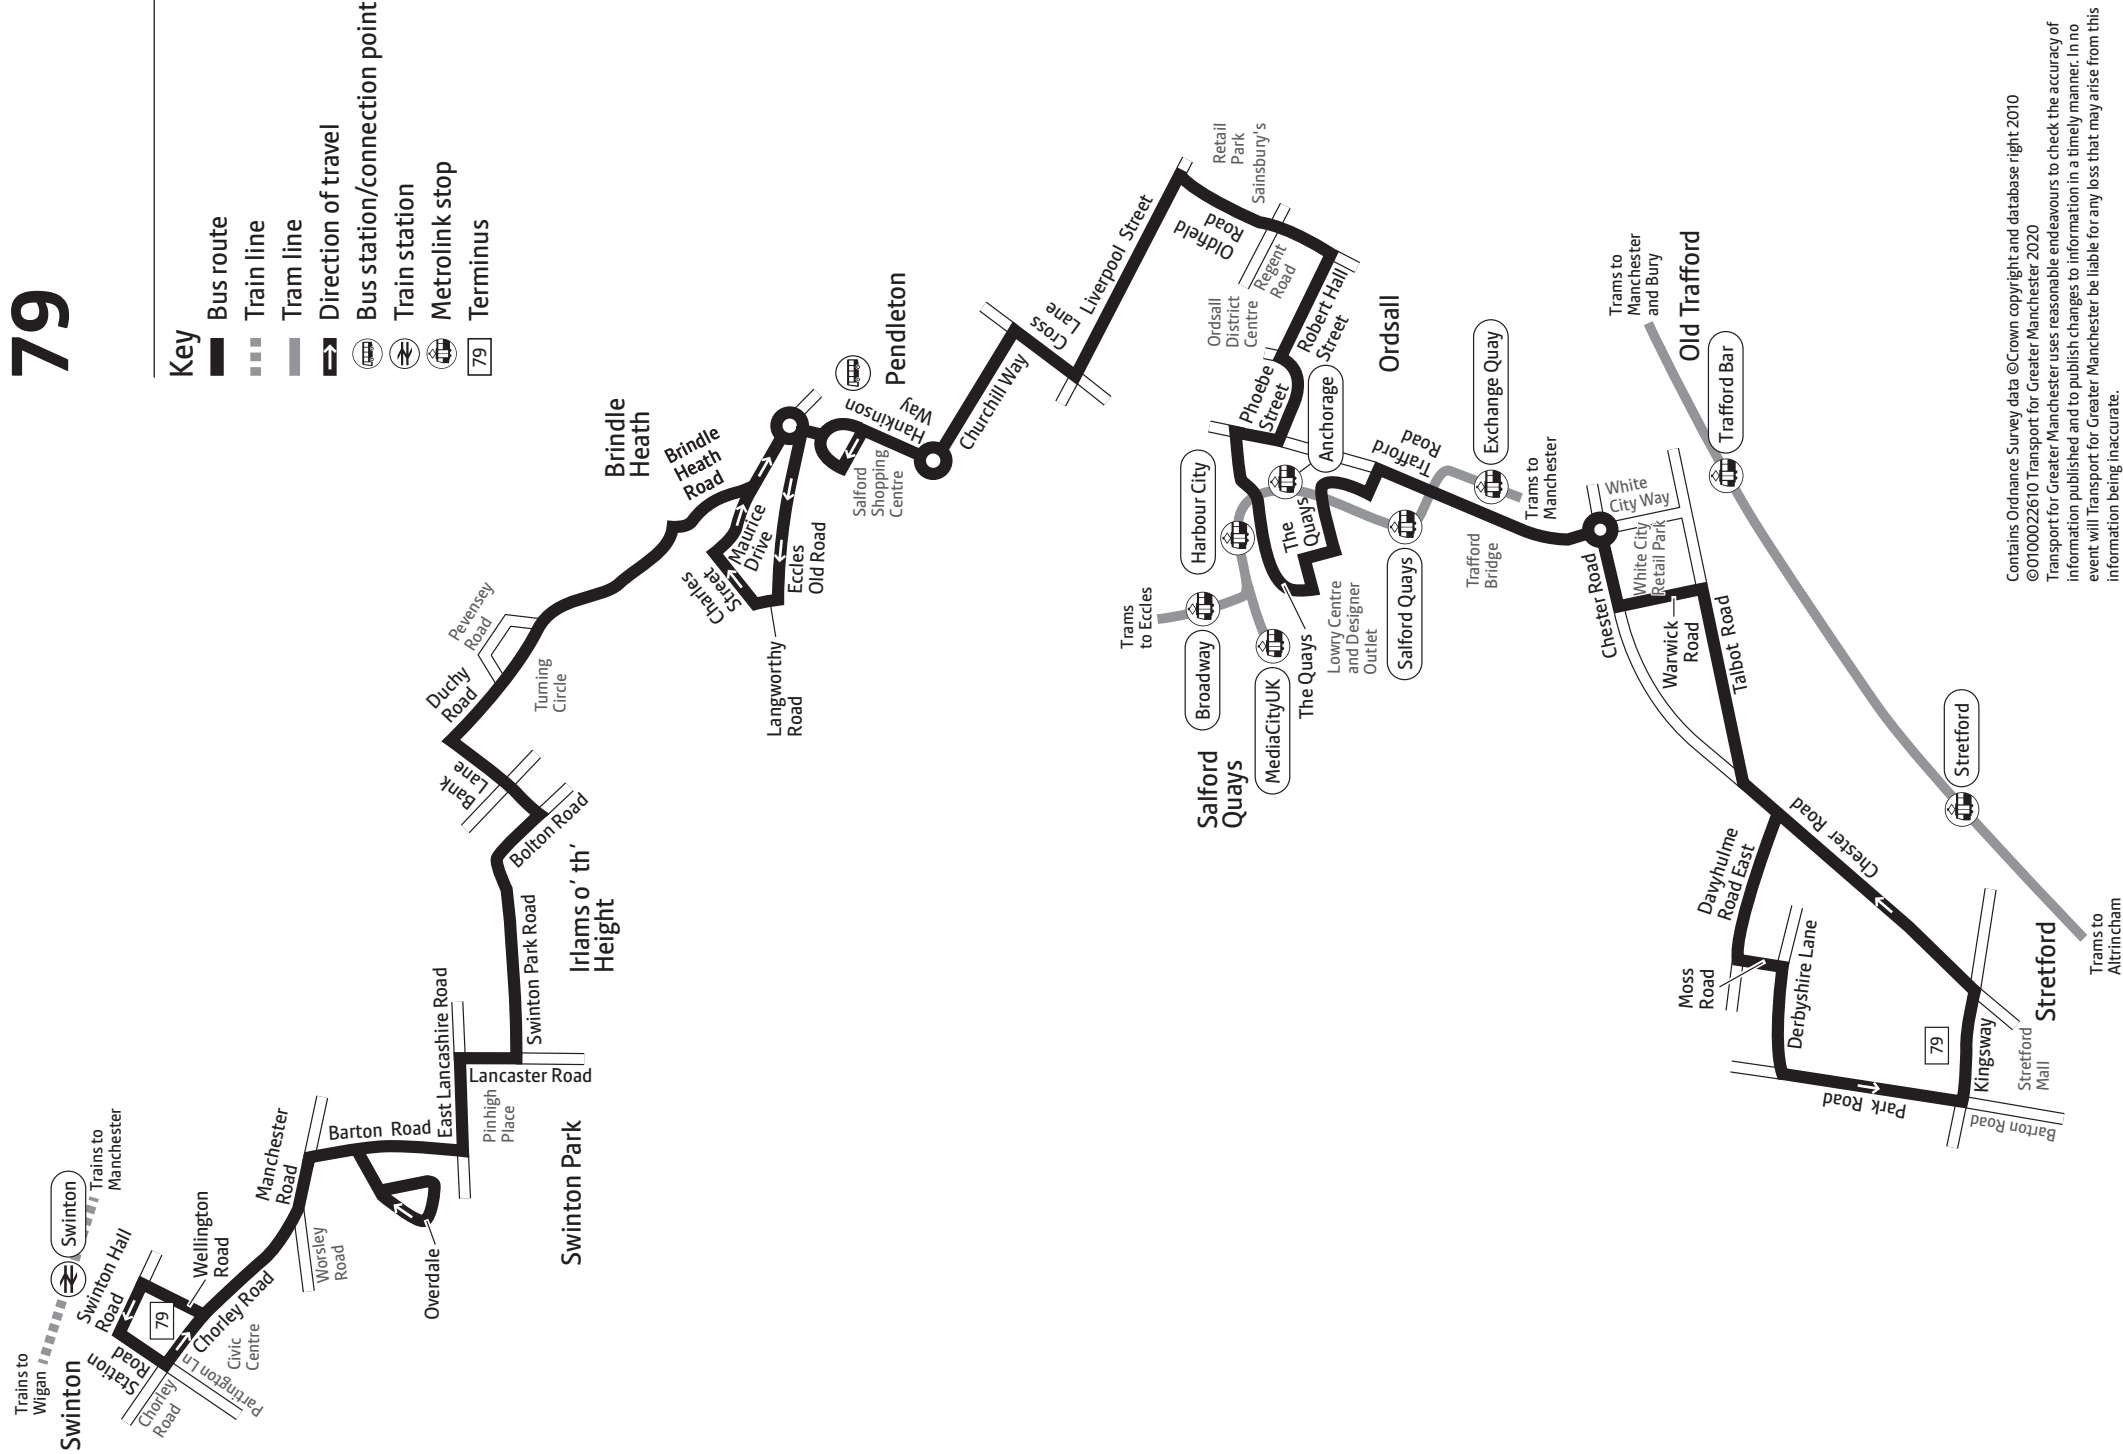 79
Key
Bus route
Train line
Tram line
Direction of travel
Bus station/connection point
Train station
Metrolink stop
79
Terminus
Trains to
Wigan
Swinton
Swinton
Trains to
Manchester
Swinton Hall
Road
Station
Road
79
Wellington
Road
Chorley
Road
Partington Ln
Civic
Centre
Chorley Road
Manchester
Road
Worsley
Road
Barton Road
Overdale
East Lancashire Road
Pinhigh
Place
Lancaster Road
Swinton Park
Swinton Park Road
Irlams o' th'
Height
Bolton Road
Bank
Lane
Duchy
Road
Pevensey
Road
Turning
Circle
Brindle
Heath
Brindle
Heath
Road
Maurice
Drive
Charles
Street
Eccles
Old Road
Langworthy
Road
Salford
Shopping
Centre
Hankinson
Way
Pendleton
Churchill Way
Cross
Lane
Liverpool Street
Oldfield
Road
Retail
Park
Sainsbury's
Regent
Road
Ordsall
District
Centre
Robert Hall
Street
Phoebe
Street
Ordsall
Anchorage
Harbour City
Trams
to Eccles
Broadway
MediaCityUK
Salford
Quays
The
Quays
The Quays
Lowry Centre
and Designer
Outlet
Salford Quays
Trafford
Road
Exchange Quay
Trams to
Manchester
Trafford
Bridge
Trams to
Manchester
and Bury
Old Trafford
Trafford Bar
White
City Way
White City
Retail Park
Chester Road
Warwick
Road
Talbot Road
Chester Road
Davyhulme
Road East
Moss
Road
Derbyshire Lane
Park Road
Barton Road
79
Kingsway
Stretford
Mall
Stretford
Stretford
Trams to
Altrincham
Contains Ordnance Survey data ©Crown copyright and database right 2010
©0100022610 Transport for Greater Manchester 2020
Transport for Greater Manchester uses reasonable endeavours to check the accuracy of
information published and to publish changes to information in a timely manner. In no
event will Transport for Greater Manchester be liable for any loss that may arise from this
information being inaccurate.